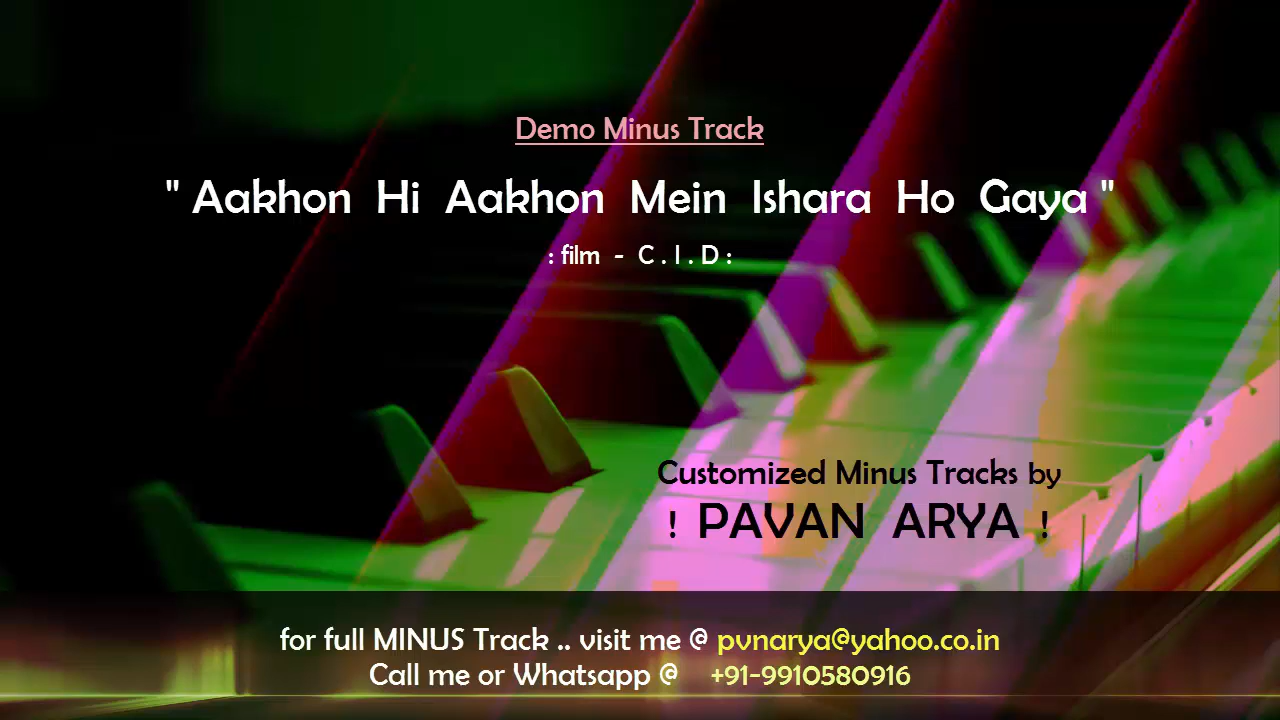 Demo Minus Track
" Aakhon Hi Aakhon Mein Ishara Ho Gaya "
: film - C . I . D :
Customized Minus Tracks by
! PAVAN ARYA !
for full MINUS Track .. visit me @ pvnarya@yahoo.co.in
Call me or Whatsapp @ +91-9910580916